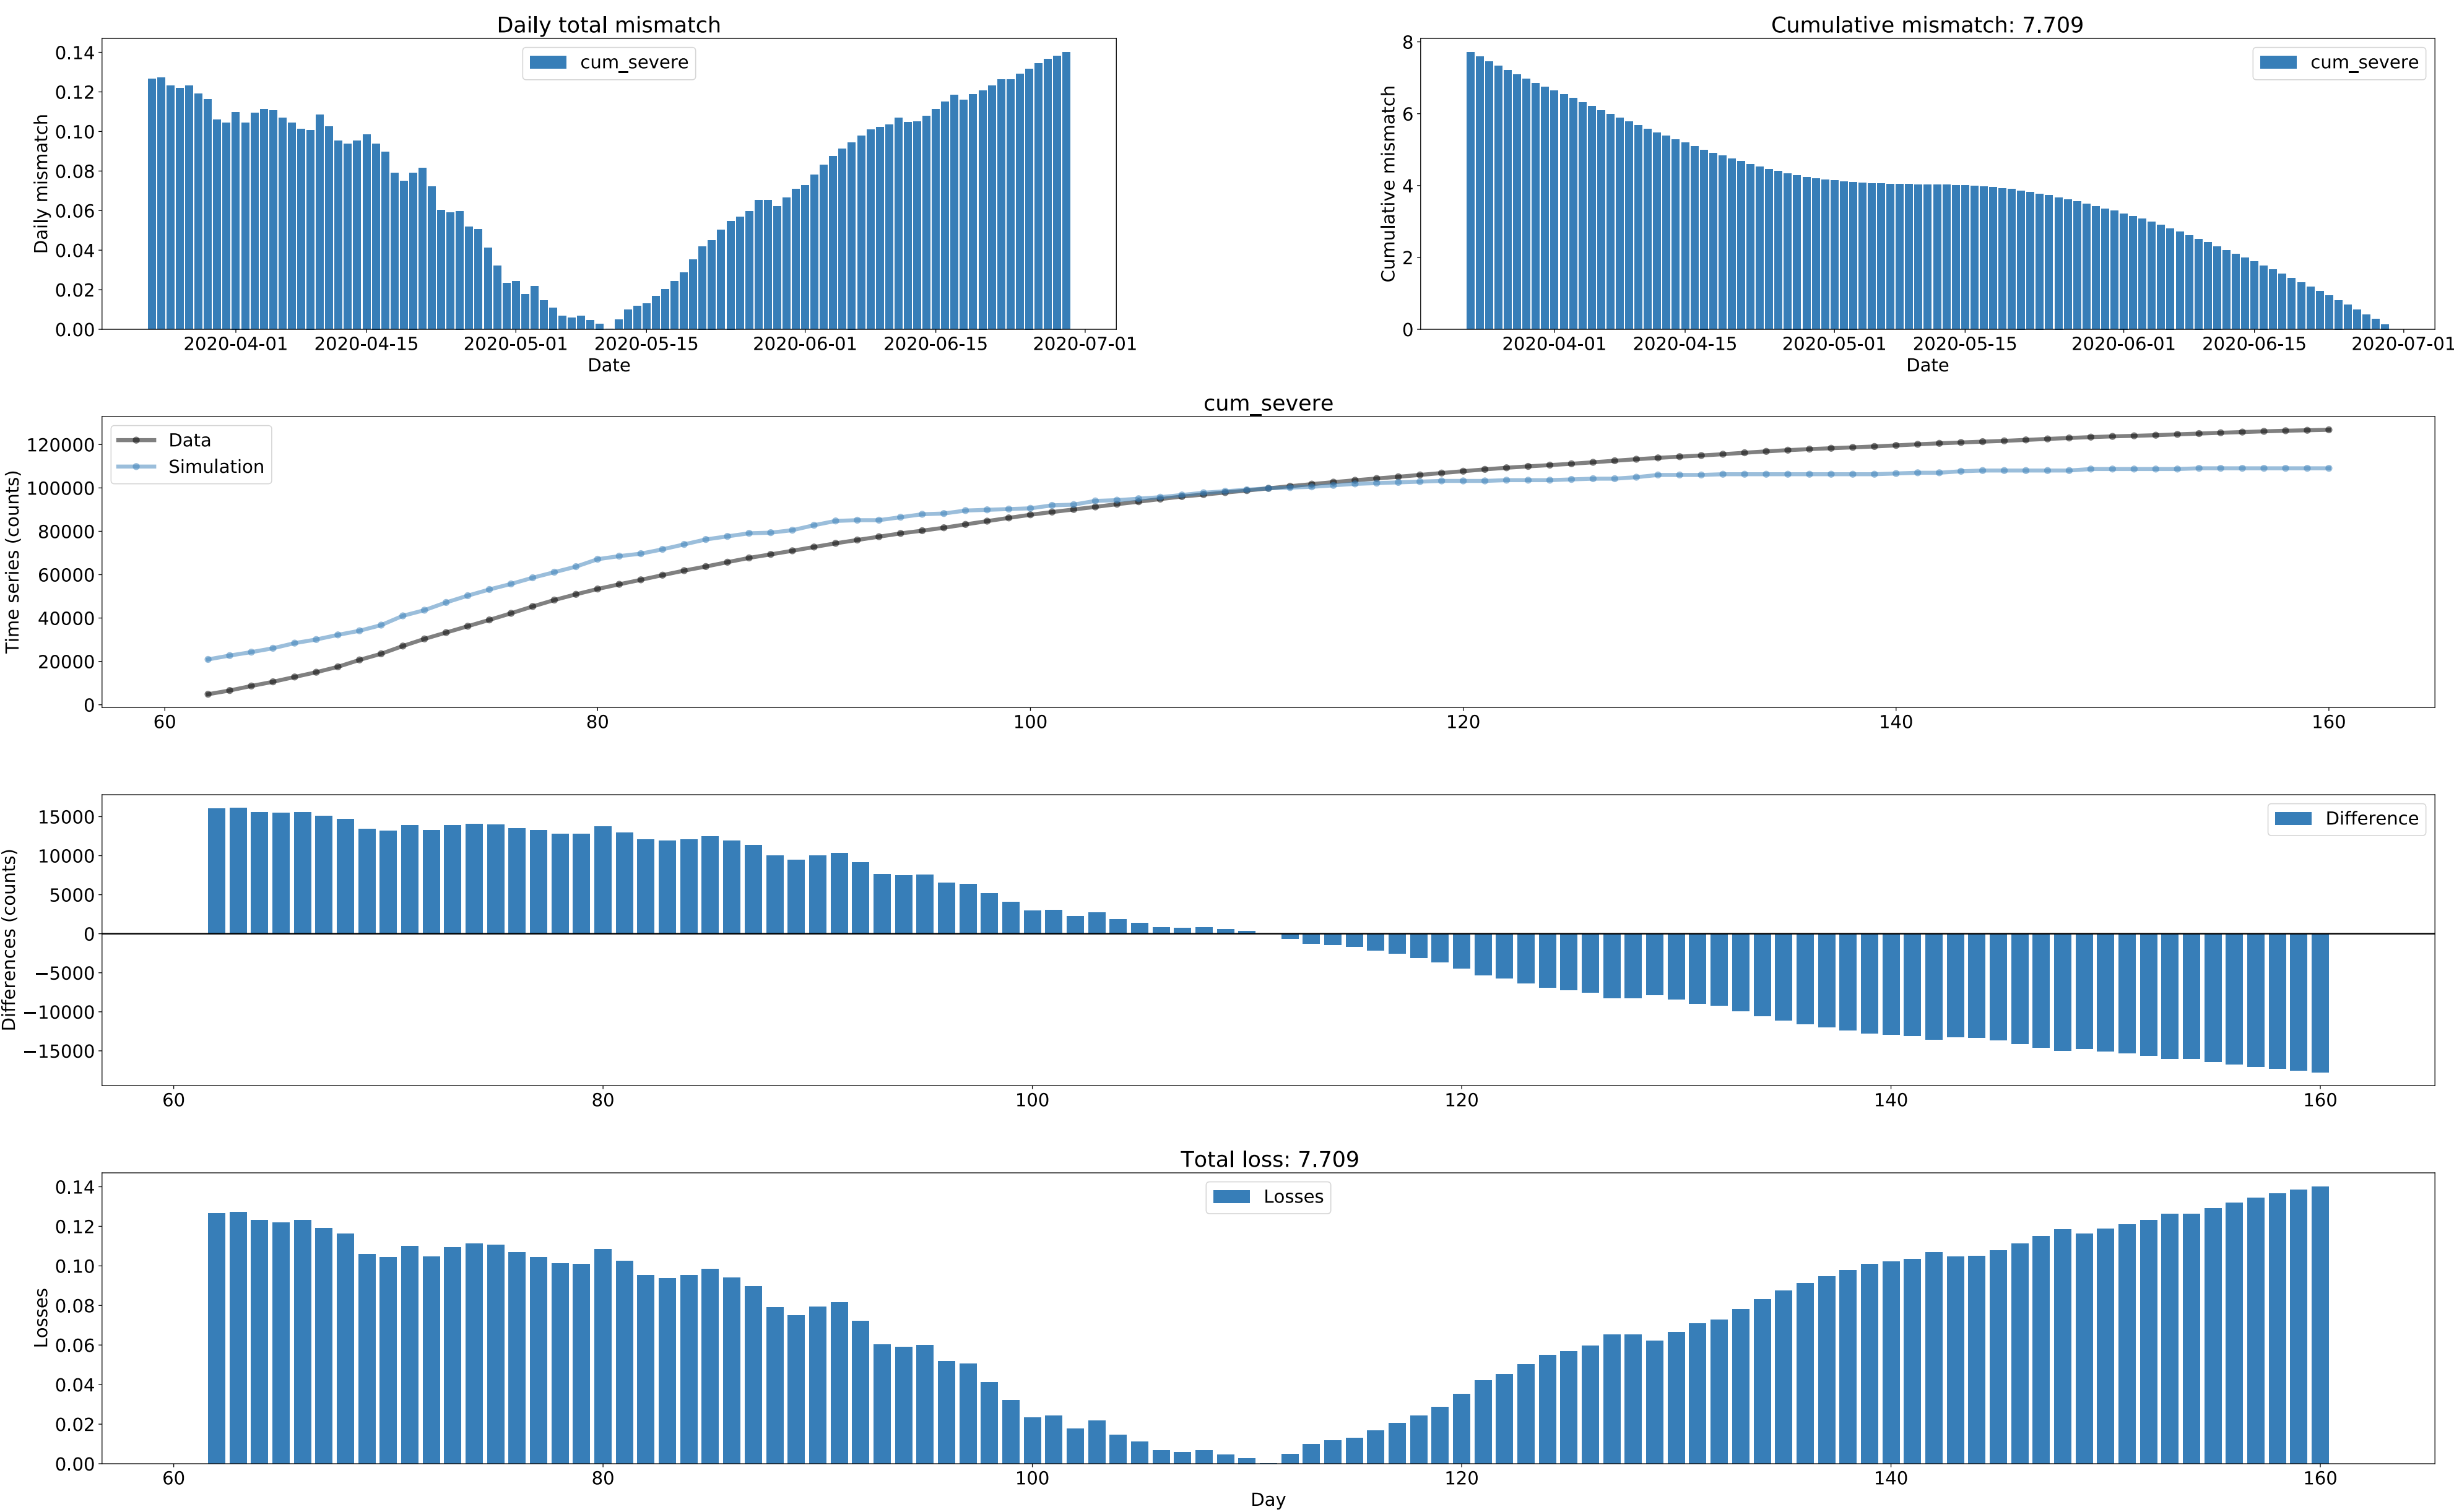 Daily total mismatch
cum_severe
Daily mismatch
0.14
0.12
0.10
0.08
0.06
0.04
0.02
0.00
2020-04-01 2020-04-15 2020-05-01 2020-05-15 2020-06-01 2020-06-15 2020-07-01
Date
Cumulative mismatch: 7.709
cum_severe
Cumulative mismatch
8
6
4
2
0
2020-04-01 2020-04-15 2020-05-01 2020-05-15 2020-06-01 2020-06-15 2020-07-01
Date
cum_severe
Data
Simulation
Time series (counts)
120000
100000
80000
60000
40000
20000
0
60 80 100 120 140 160
Difference
Differences (counts)
15000
10000
5000
0
−5000
−10000
−15000
60 80 100 120 140 160
Total loss: 7.709
Losses
Losses
0.14
0.12
0.10
0.08
0.06
0.04
0.02
0.00
60 80 100 120 140 160
Day